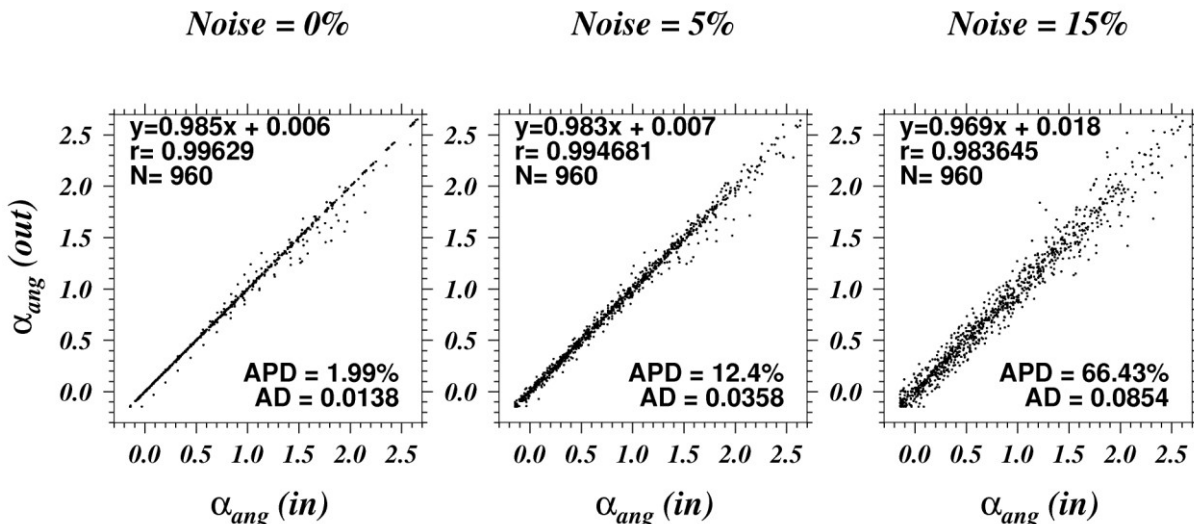 Noise = 0%
Noise = 5%
Noise = 15%
y=0.985x + 0.006
r= 0.99629
N= 960
APD = 1.99%
AD = 0.0138
y=0.983x + 0.007
r= 0.994681
N= 960
APD = 12.4%
AD = 0.0358
y=0.969x + 0.018
r= 0.983645
N= 960
APD = 66.43%
AD = 0.0854
αang (out)
2.5
2.0
1.5
1.0
0.5
0.0
2.5
2.0
1.5
1.0
0.5
0.0
2.5
2.0
1.5
1.0
0.5
0.0
0.0 0.5 1.0 1.5 2.0 2.5
0.0 0.5 1.0 1.5 2.0 2.5
0.0 0.5 1.0 1.5 2.0 2.5
αang (in)
αang (in)
αang (in)